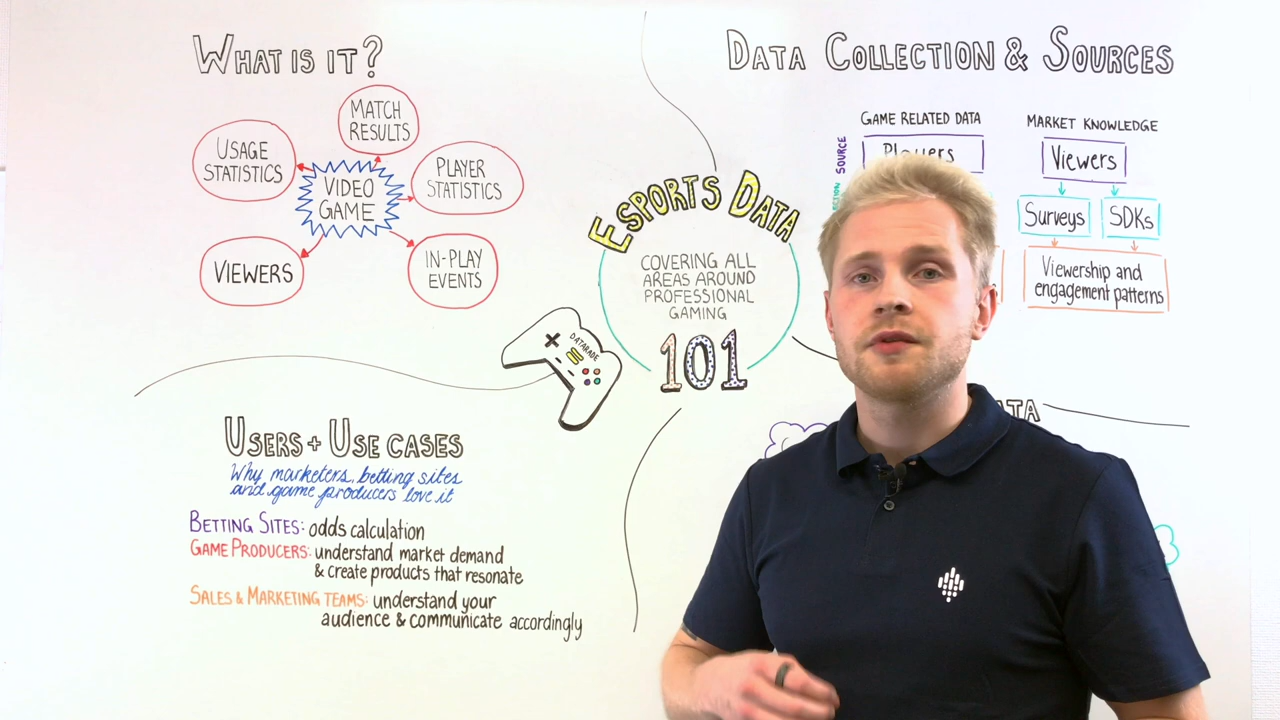 WHAT IS IT?
MATCH
RESULTS
USAGE
STATISTICS
PLAYER
STATISTICS
VIDEO
GAME
VIEWERS
IN-PLAY
EVENTS
ESPORTS DATA
COVERING ALL
AREAS AROUND
PROFESSIONAL
GAMING
101
DATARADE
DATA COLLECTION & SOURCES
GAME RELATED DATA
SOURCE
Players
MARKET KNOWLEDGE
Viewers
Surveys
SDKs
Viewership and
engagement patterns
USERS + USE CASES
Why marketers, betting sites
and game producers love it
BETTING SITES: odds calculation
GAME PRODUCERS: understand market demand
& create products that resonate
SALES & MARKETING TEAMS: understand your
audience & communicate accordingly